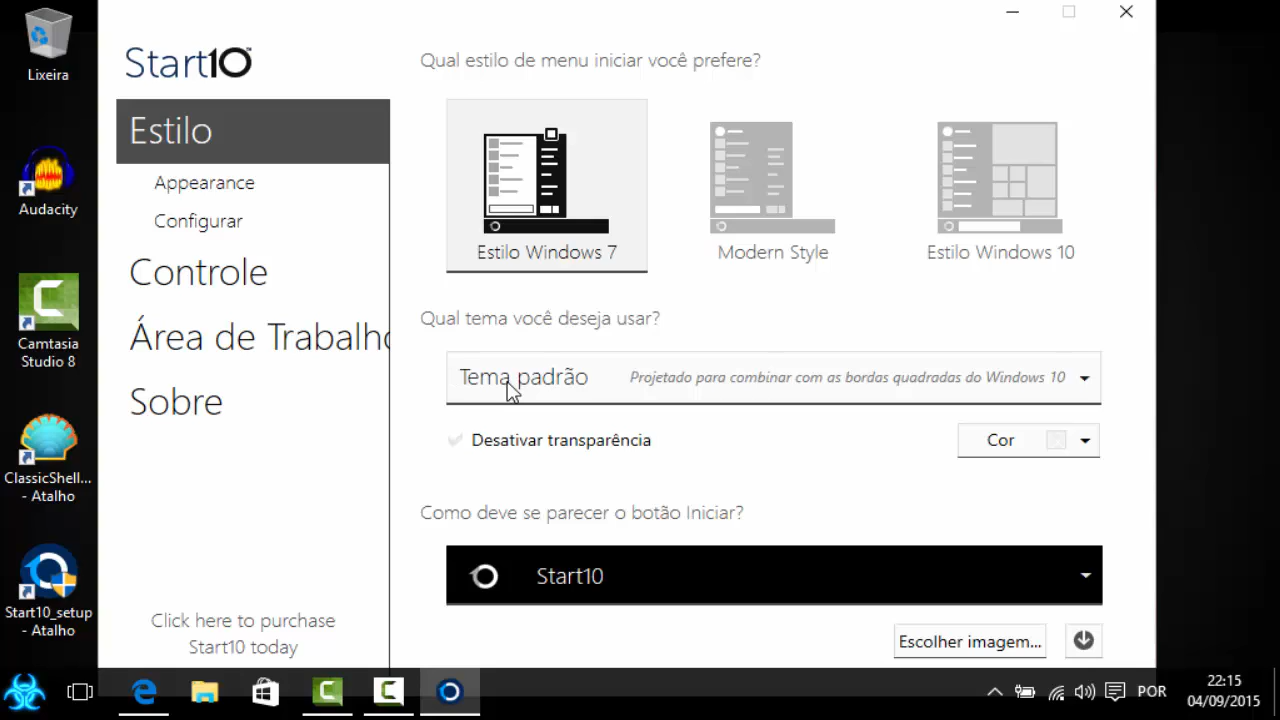 Lixeira
Audacity
Camtasia
Studio 8
ClassicShell...
- Atalho
Start10_setup
- Atalho
Start10™
Estilo
Appearance
Configurar
Controle
Área de Trabalho
Sobre
Click here to purchase
Start10 today
Qual estilo de menu iniciar você prefere?
Estilo Windows 7
Modern Style
Estilo Windows 10
Qual tema você deseja usar?
Tema padrão Projetado para combinar com as bordas quadradas do Windows 10
Desativar transparência
Cor
Como deve se parecer o botão Iniciar?
Start10
Escolher imagem...
POR
22:15
04/09/2015